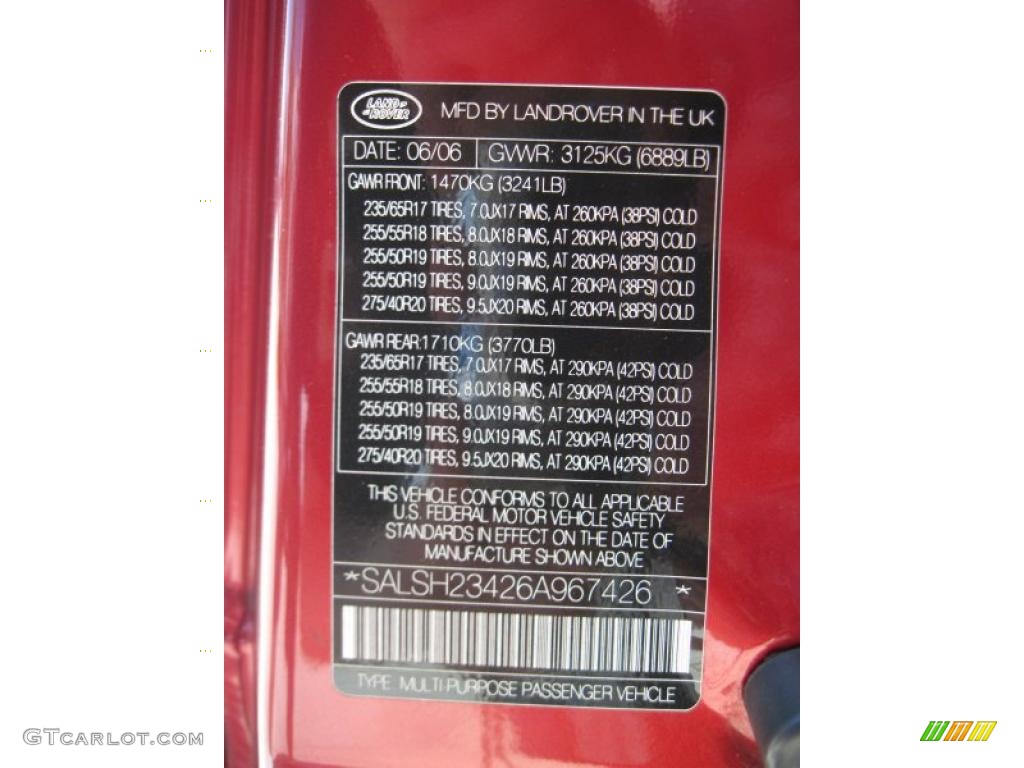 LAND ROVER
MFD BY LANDROVER IN THE UK
DATE: 06/06 GVWR: 3125KG (6889LB)
GAWR FRONT: 1470KG (3241LB)
235/65R17 TIRES, 7.0JX17 RIMS, AT 260KPA (38PSI) COLD
255/55R18 TIRES, 8.0JX18 RIMS, AT 260KPA (38PSI) COLD
255/50R19 TIRES, 8.0JX19 RIMS, AT 260KPA (38PSI) COLD
255/50R19 TIRES, 9.0JX19 RIMS, AT 260KPA (38PSI) COLD
275/40R20 TIRES, 9.5JX20 RIMS, AT 260KPA (38PSI) COLD
GAWR REAR:1710KG (3770LB)
235/65R17 TIRES, 7.0JX17 RIMS, AT 290KPA (42PSI) COLD
255/55R18 TIRES, 8.0JX18 RIMS, AT 290KPA (42PSI) COLD
255/50R19 TIRES, 8.0JX19 RIMS, AT 290KPA (42PSI) COLD
255/50R19 TIRES, 9.0JX19 RIMS, AT 290KPA (42PSI) COLD
275/40R20 TIRES, 9.5JX20 RIMS, AT 290KPA (42PSI) COLD
THIS VEHICLE CONFORMS TO ALL APPLICABLE
U.S. FEDERAL MOTOR VEHICLE SAFETY
STANDARDS IN EFFECT ON THE DATE OF
MANUFACTURE SHOWN ABOVE
*SALSH23426A967426 *
TYPE MULTI-PURPOSE PASSENGER VEHICLE
GTCARLOT.COM